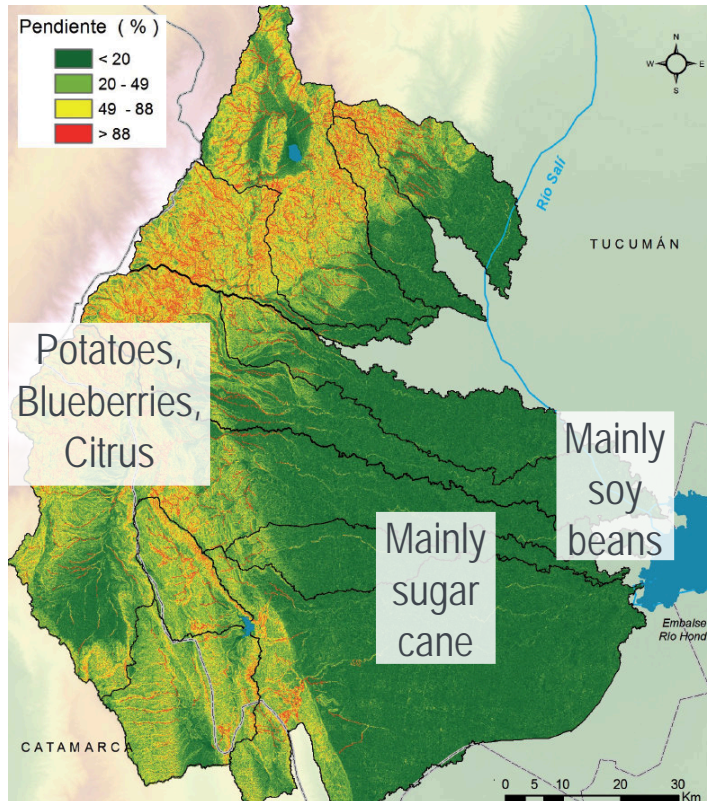 Pendiente ( % )
< 20
20 - 49
49 - 88
> 88
N
W E
S
Río Salí
TUCUMÁN
Potatoes,
Blueberries,
Citrus
Mainly
soy
beans
Mainly
sugar
cane
Embalse
Río Hond
CATAMARCA
0 5 10 20 30
Km